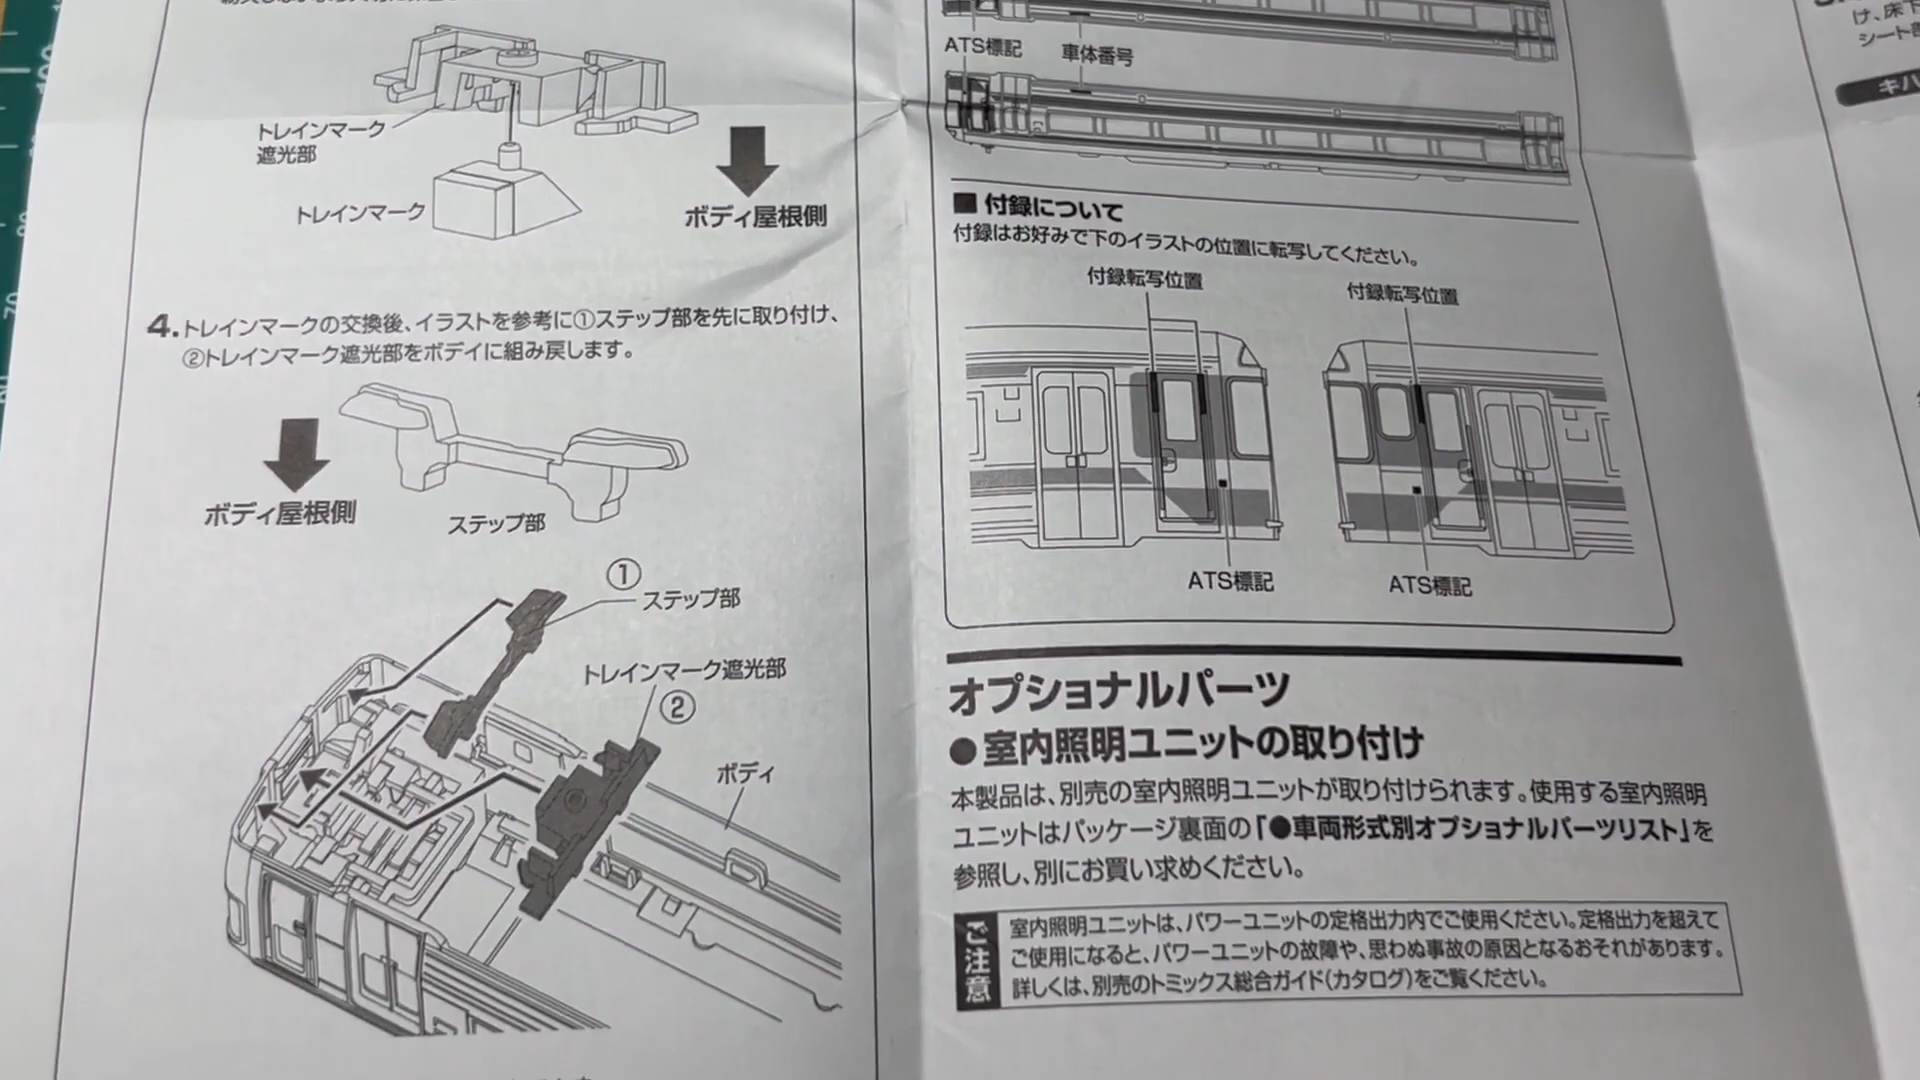 トレインマーク
遮光部
トレインマーク
ボディ屋根側
4.トレインマークの交換後、イラストを参考に①ステップ部を先に取り付け、
②トレインマーク遮光部をボデイに組み戻します。
ボディ屋根側
ステップ部
①
ステップ部
トレインマーク遮光部
②
ボディ
ATS標記
車体番号
■付録について
付録はお好みで下のイラストの位置に転写してください。
付録転写位置
付録転写位置
ATS標記
ATS標記
オプショナルパーツ
●室内照明ユニットの取り付け
本製品は、別売の室内照明ユニットが取り付けられます。使用する室内照明
ユニットはパッケージ裏面の「●車両形式別オプショナルパーツリスト」を
参照し、別にお買い求めください。
ご注意
室内照明ユニットは、パワーユニットの定格出力内でご使用ください。定格出力を超えて
ご使用になると、パワーユニットの故障や、思わぬ事故の原因となるおそれがあります。
詳しくは、別売のトミックス総合ガイド(カタログ)をご覧ください。
け、床下
シート部
キハ
70